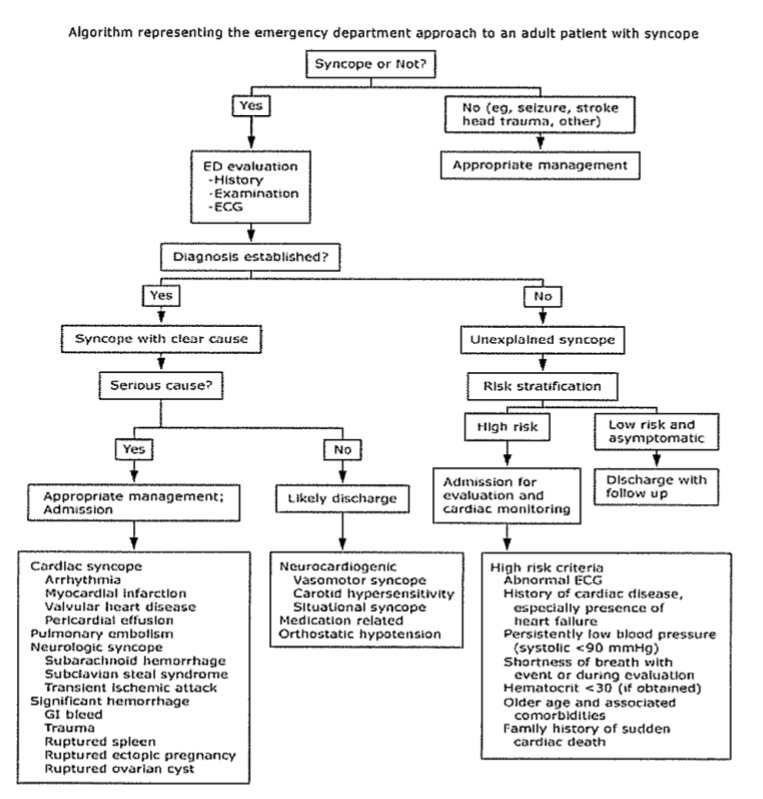 Algorithm representing the emergency department approach to an adult patient with syncope
Syncope or Not?
Yes
No (eg, seizure, stroke
head trauma, other)
ED evaluation
-History
-Examination
-ECG
Appropriate management
Diagnosis established?
Yes
No
Syncope with clear cause
Unexplained syncope
Serious cause?
Risk stratification
Yes
No
High risk
Low risk and
asymptomatic
Appropriate management;
Admission
Likely discharge
Admission for
evaluation and
cardiac monitoring
Discharge with
follow up
Cardiac syncope
Arrhythmia
Myocardial infarction
Valvular heart disease
Pericardial effusion
Pulmonary embolism
Neurologic syncope
Subarachnoid hemorrhage
Subclavian steal syndrome
Transient ischemic attack
Significant hemorrhage
GI bleed
Trauma
Ruptured spleen
Ruptured ectopic pregnancy
Ruptured ovarian cyst
Neurocardiogenic
Vasomotor syncope
Carotid hypersensitivity
Situational syncope
Medication related
Orthostatic hypotension
High risk criteria
Abnormal ECG
History of cardiac disease,
especially presence of
heart failure
Persistently low blood pressure
(systolic <90 mmHg)
Shortness of breath with
event or during evaluation
Hematocrit <30 (if obtained)
Older age and associated
comorbidities
Family history of sudden
cardiac death